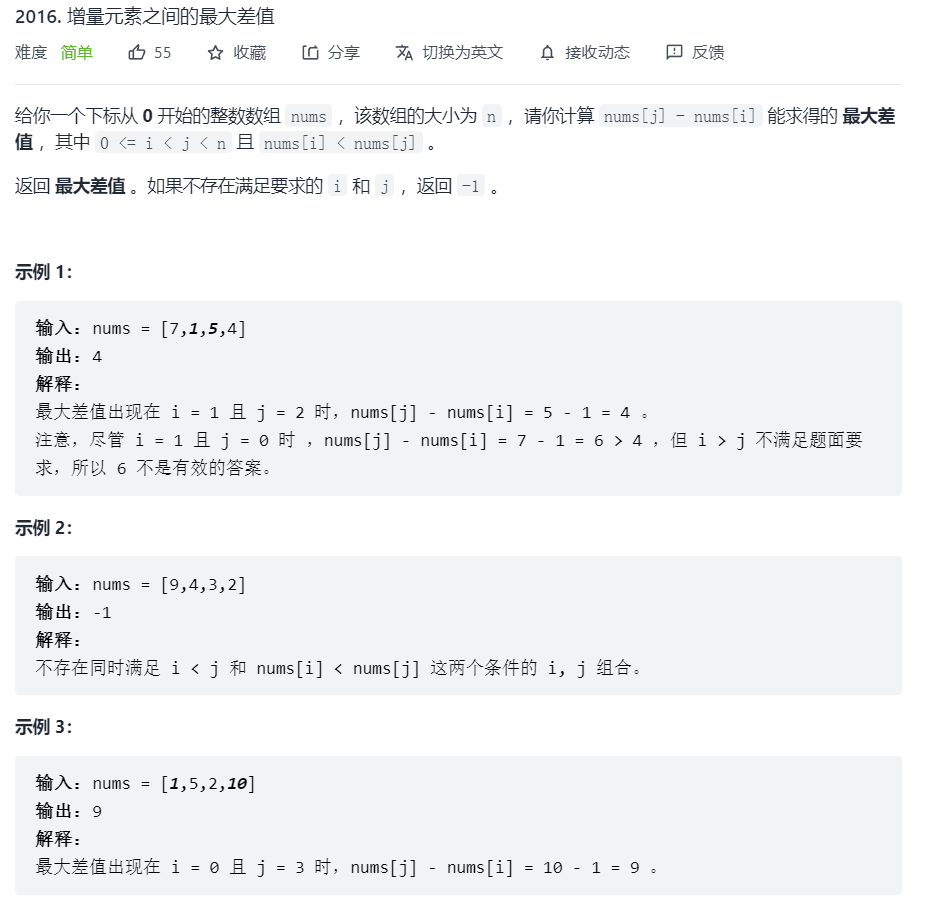 2016. 增量元素之间的最大差值
难度 简单 55 收藏 分享 切换为英文 接收动态 反馈
给你一个下标从 0 开始的整数数组 nums ，该数组的大小为 n ，请你计算 nums[j] - nums[i] 能求得的 最大差
值 ，其中 0 <= i < j < n 且 nums[i] < nums[j] 。
返回 最大差值 。如果不存在满足要求的 i 和 j ，返回 -1 。
示例 1：
输入：nums = [7,1,5,4]
输出：4
解释：
最大差值出现在 i = 1 且 j = 2 时，nums[j] - nums[i] = 5 - 1 = 4 。
注意，尽管 i = 1 且 j = 0 时 ，nums[j] - nums[i] = 7 - 1 = 6 > 4 ，但 i > j 不满足题面要
求，所以 6 不是有效的答案。
示例 2：
输入：nums = [9,4,3,2]
输出：-1
解释：
不存在同时满足 i < j 和 nums[i] < nums[j] 这两个条件的 i, j 组合。
示例 3：
输入：nums = [1,5,2,10]
输出：9
解释：
最大差值出现在 i = 0 且 j = 3 时，nums[j] - nums[i] = 10 - 1 = 9 。